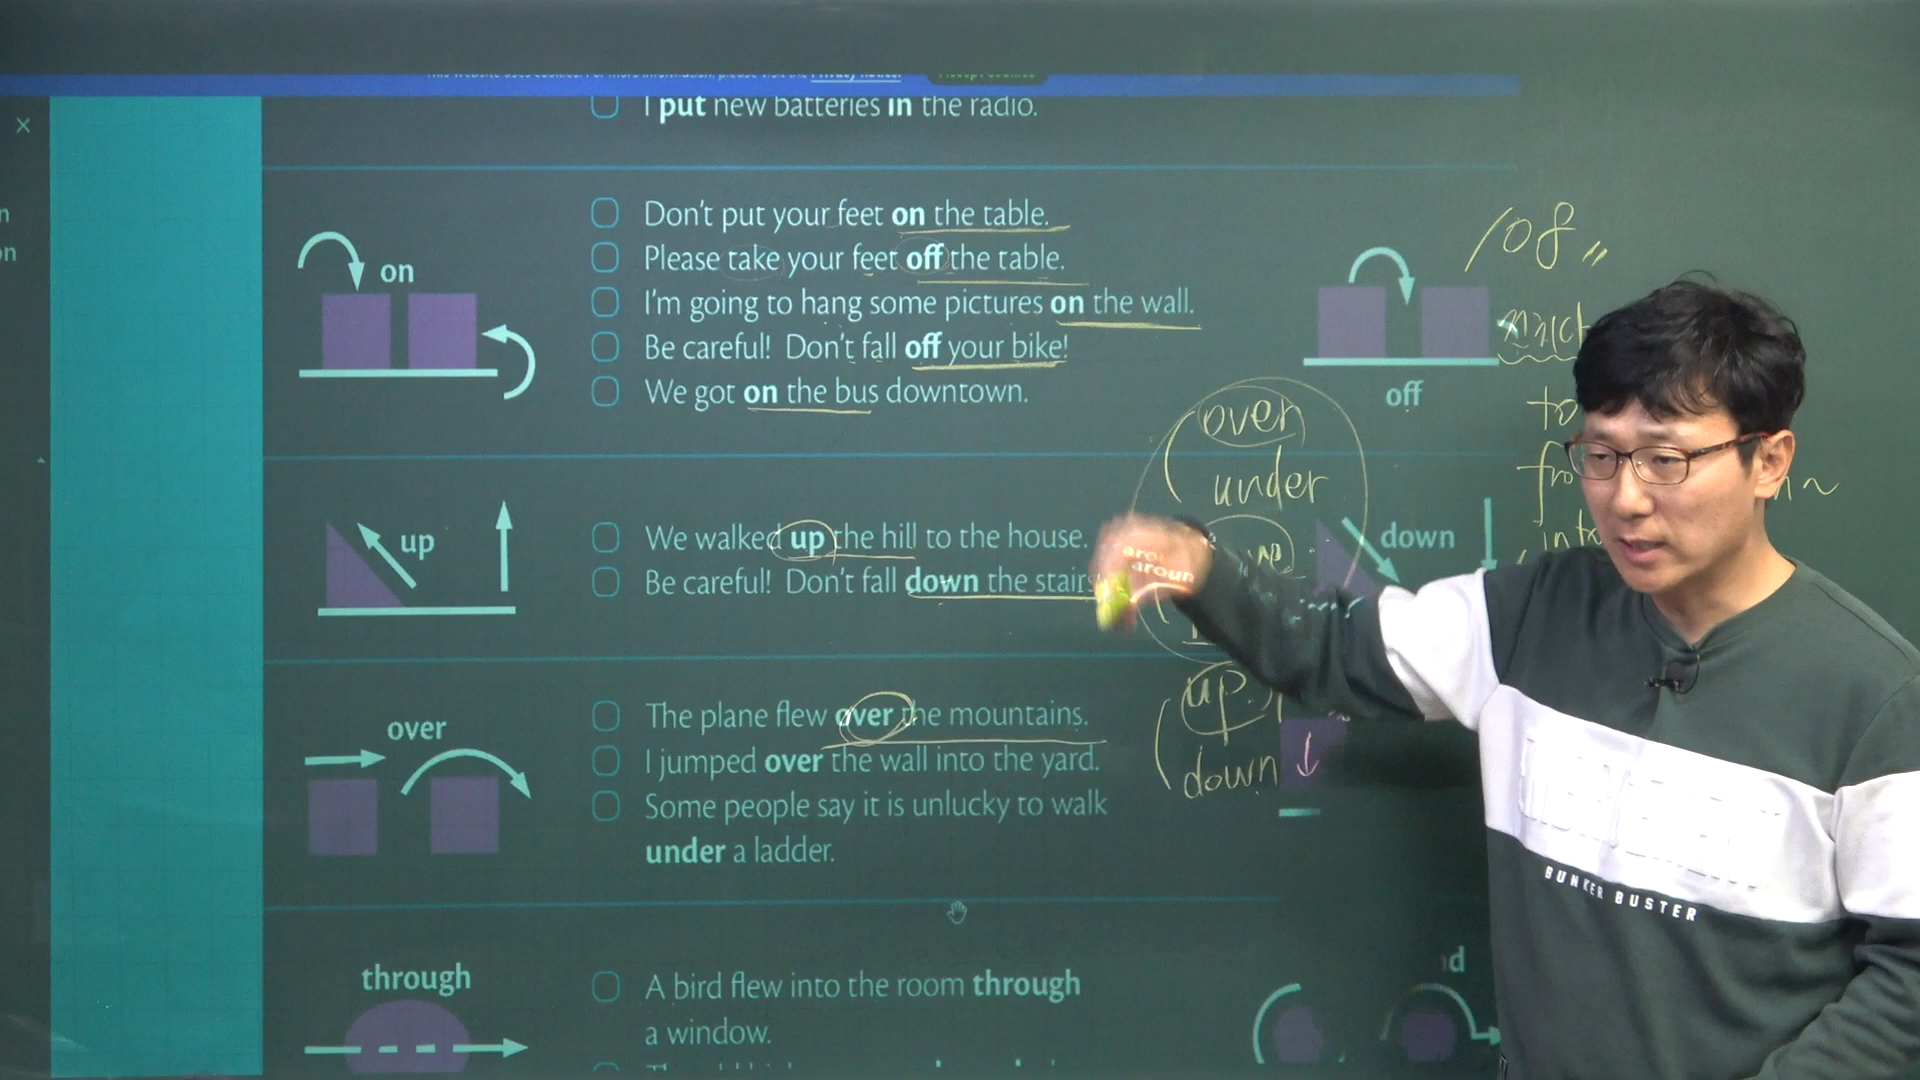 Privacy notice.
I put new batteries in the radio.
on
Don't put your feet on the table.
Please take your feet off the table.
I'm going to hang some pictures on the wall.
Be careful! Don't fall off your bike!
We got on the bus downtown.
off
108
up
We walked up the hill to the house.
Be careful! Don't fall down the stairs
down
over
under
up
down
to
over
The plane flew over the mountains.
I jumped over the wall into the yard.
Some people say it is unlucky to walk
under a ladder.
through
A bird flew into the room through
a window.
BUNKER BUSTER